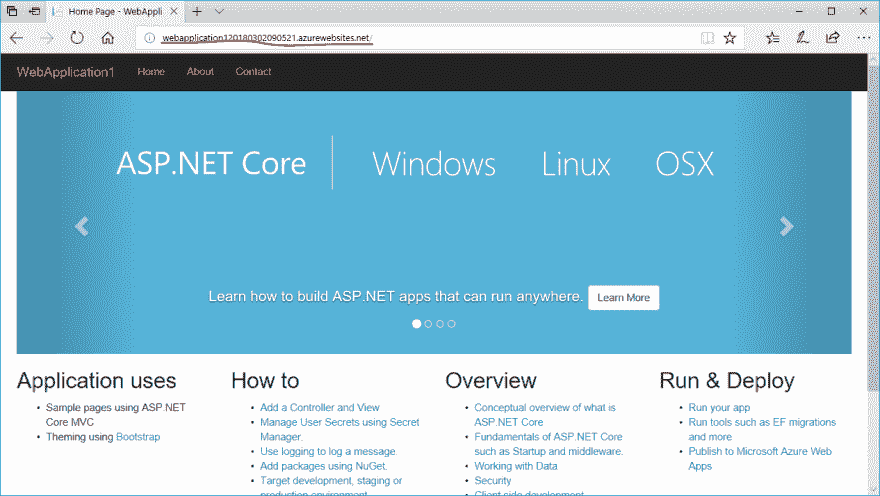 Home Page - WebAppli
webapplication120180302090521.azurewebsites.net/
WebApplication1 Home About Contact
ASP.NET Core Windows Linux OSX
Learn how to build ASP.NET apps that can run anywhere. Learn More
Application uses
Sample pages using ASP.NET
Core MVC
Theming using Bootstrap
How to
Add a Controller and View
Manage User Secrets using Secret
Manager.
Use logging to log a message.
Add packages using NuGet.
Target development, staging or
production environment.
Overview
Conceptual overview of what is
ASP.NET Core
Fundamentals of ASP.NET Core
such as Startup and middleware.
Working with Data
Security
Client side development
Run & Deploy
Run your app
Run tools such as EF migrations
and more
Publish to Microsoft Azure Web
Apps